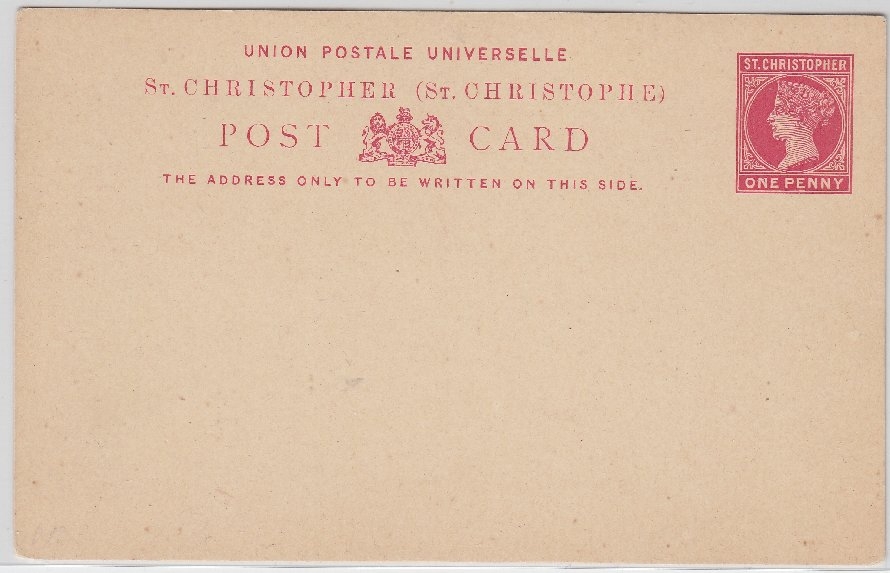 UNION POSTALE UNIVERSELLE.
ST. CHRISTOPHER (ST. CHRISTOPHE)
POST CARD
THE ADDRESS ONLY TO BE WRITTEN ON THIS SIDE.
ST. CHRISTOPHER
ONE PENNY